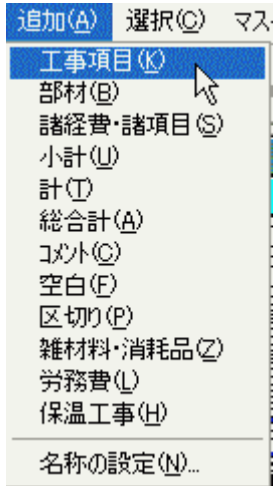 追加(A) 選択(C) マス
工事項目(K)
部材(B)
諸経費･諸項目(S)
小計(U)
計(T)
総合計(A)
ｺﾒﾝﾄ(C)
空白(F)
区切り(P)
雑材料･消耗品(Z)
労務費(L)
保温工事(H)
名称の設定(N)...